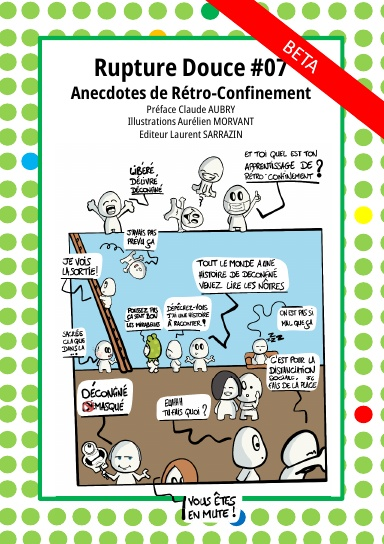 BETA
Rupture Douce #07
Anecdotes de Rétro-Confinement
Préface Claude AUBRY
Illustrations Aurélien MORVANT
Editeur Laurent SARRAZIN
LIBÉRÉ
DÉLIVRÉ
DÉCONFINÉ
?
ET TOI QUEL EST TON
APPRENTISSAGE DE
RÉTRO-CONFINEMENT ?
J'AVAIS PAS
PRÉVU ÇA
JE VOIS
LA SORTIE!
TOUT LE MONDE A UNE
HISTOIRE DE DÉCONFINÉ
VENEZ LIRE LES NÔTRES
POUSSEZ PAS
ÇA SENT BON
LES MIRABELLES
DÉPÊCHEZ-VOUS
J'AI UNE HISTOIRE
À RACONTER !
ON EST PAS SI
MAL QUE ÇA
SACRÉE
CLAQUE
DANS LA
ZZZ
C'EST POUR LA
DISTANCIATION
SOCIALE, JE
FAIS DE LA PLACE
DÉCONFINÉ
MASQUÉ
EUHHH
TU FAIS QUOI ?
VOUS ÊTES
EN MUTE !